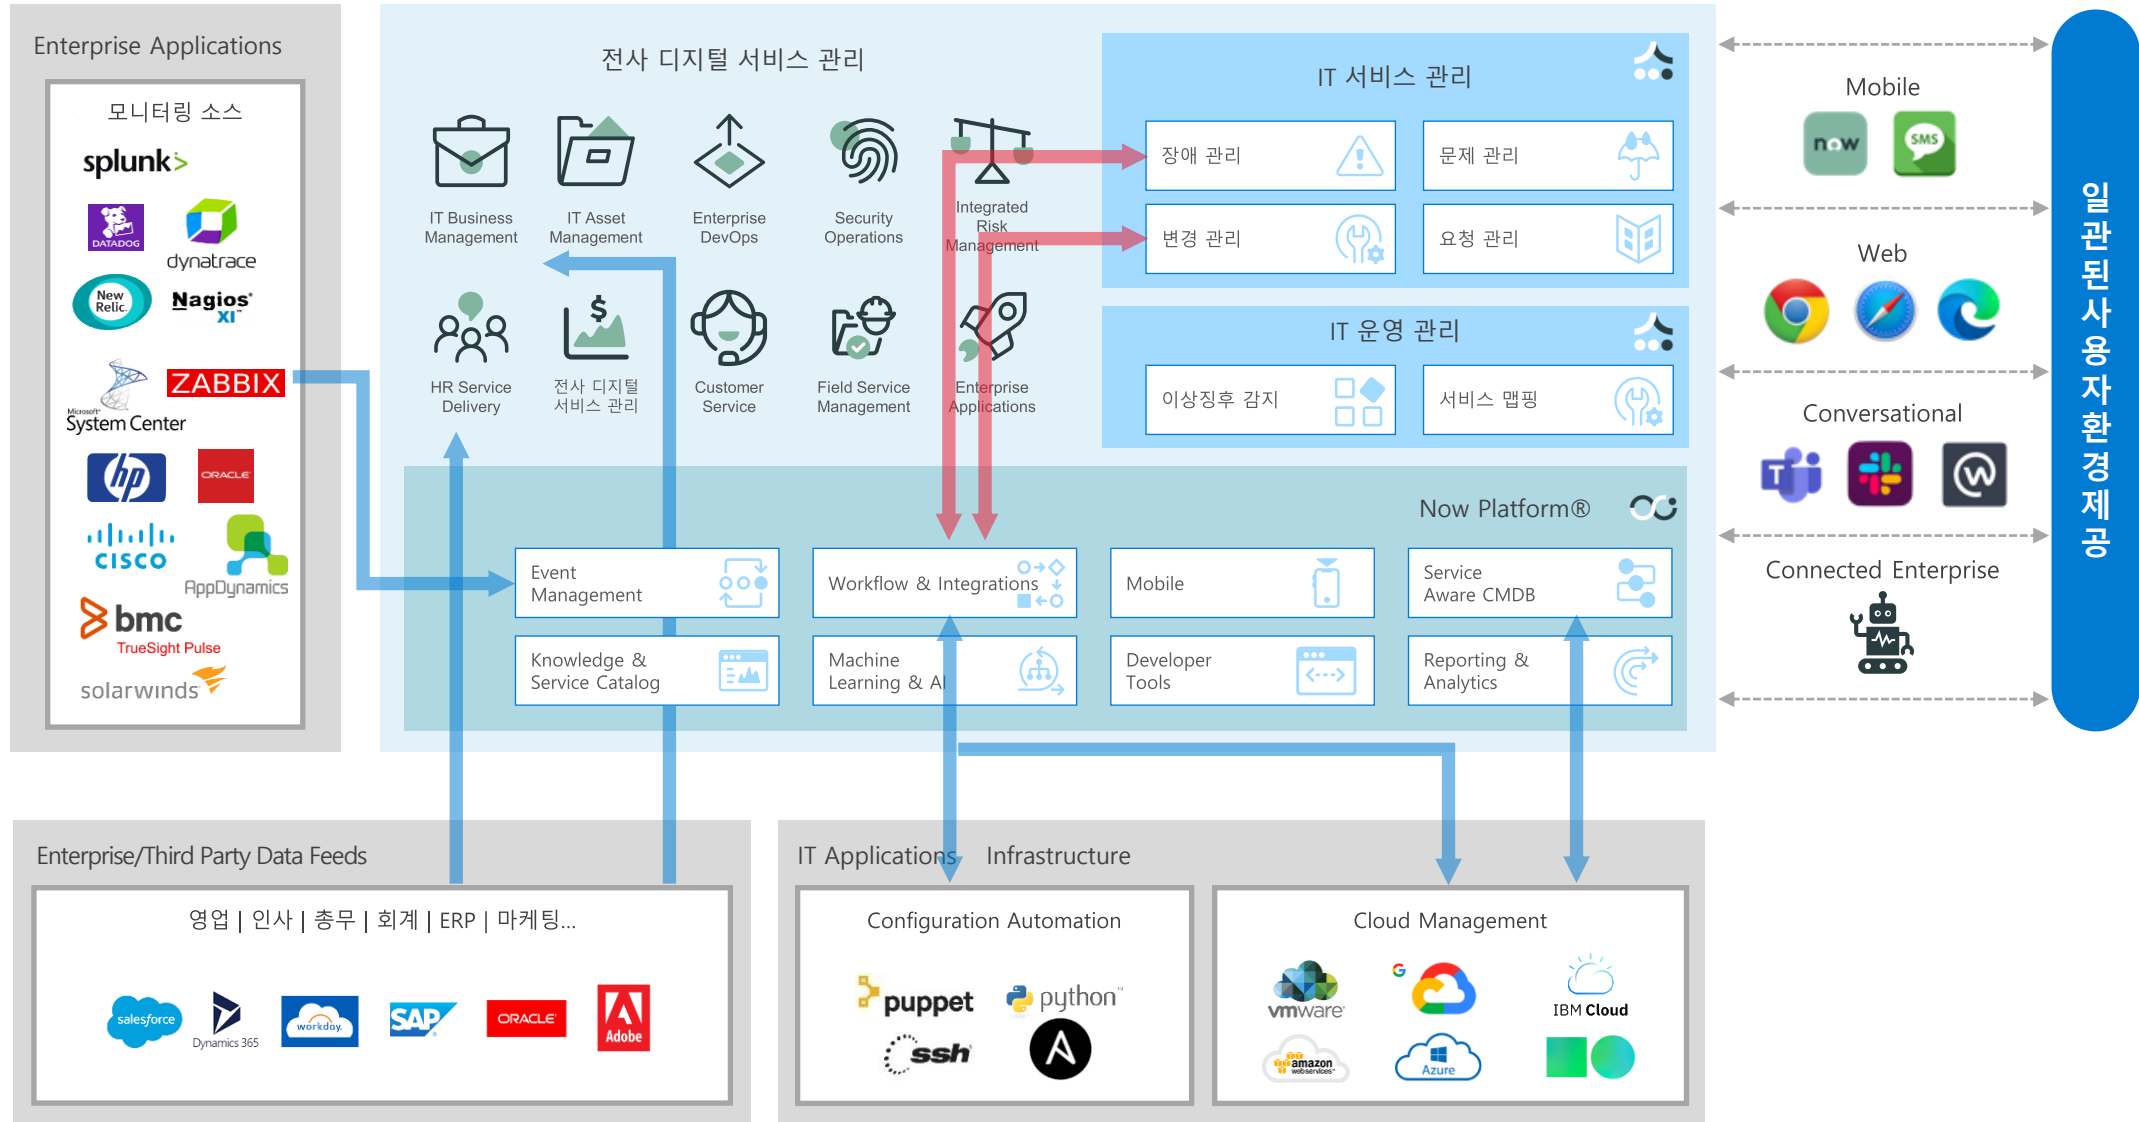 Enterprise Applications
모니터링 소스
splunk>
DATADOG
dynatrace
New
Relic.
Nagios®
XI™
Microsoft®
System Center
ZABBIX
hp
ORACLE
CISCO
AppDynamics
bmc
TrueSight Pulse
solarwinds
전사 디지털 서비스 관리
IT Business
Management
IT Asset
Management
Enterprise
DevOps
Security
Operations
Integrated
Risk
Management
HR Service
Delivery
전사 디지털
서비스 관리
Customer
Service
Field Service
Management
Enterprise
Applications
IT 서비스 관리
장애 관리
문제 관리
변경 관리
요청 관리
IT 운영 관리
이상징후 감지
서비스 맵핑
Now Platform®
Event
Management
Workflow & Integrations
Mobile
Service
Aware CMDB
Knowledge &
Service Catalog
Machine
Learning & AI
Developer
Tools
Reporting &
Analytics
Mobile
now
SMS
Web
Conversational
Connected Enterprise
일관된사용자환경제공
Enterprise/Third Party Data Feeds
영업 | 인사 | 총무 | 회계 | ERP | 마케팅...
salesforce
Dynamics 365
workday.
SAP
ORACLE
Adobe
IT Applications
Infrastructure
Configuration Automation
puppet
python™
ssh
Cloud Management
vmware
IBM Cloud
amazon
webservices™
Azure